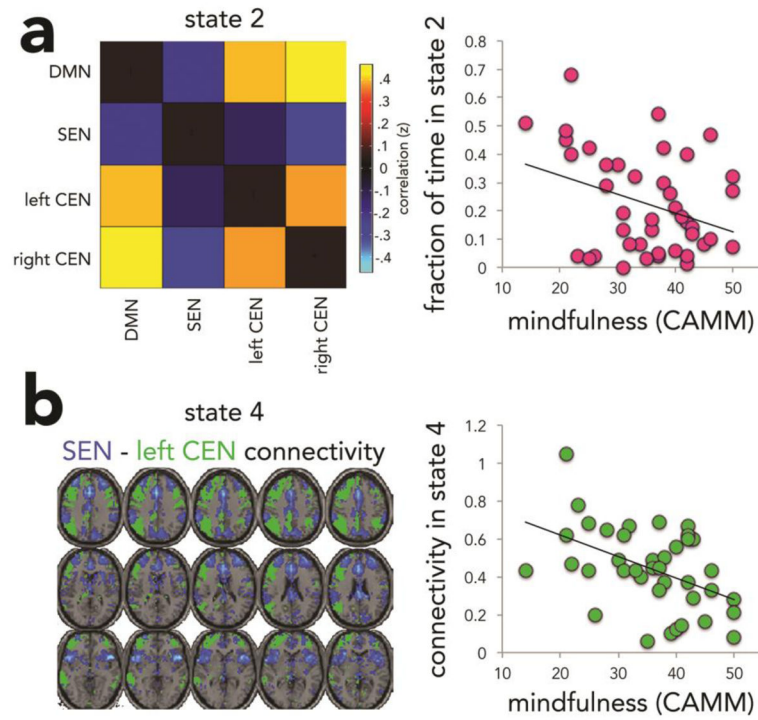 a
state 2
DMN
SEN
left CEN
right CEN
DMN
SEN
left CEN
right CEN
.4
.3
.2
.1
0
-.1
-.2
-.3
-.4
correlation (z)
fraction of time in state 2
0.8
0.7
0.6
0.5
0.4
0.3
0.2
0.1
0
10 20 30 40 50
mindfulness (CAMM)
b
state 4
SEN - left CEN connectivity
connectivity in state 4
1.2
1
0.8
0.6
0.4
0.2
0
10 20 30 40 50
mindfulness (CAMM)